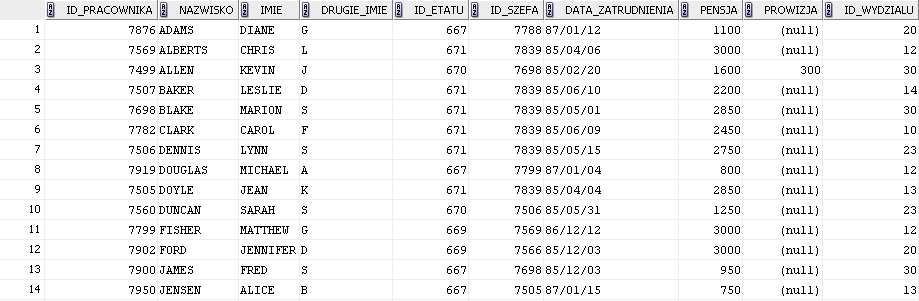 ID_PRACOWNIKA NAZWISKO IMIE DRUGIE_IMIE ID_ETATU ID_SZEFA DATA_ZATRUDNIENIA PENSJA PROWIZJA ID_WYDZIALU
1 7876 ADAMS DIANE G 667 7788 87/01/12 1100 (null) 20
2 7569 ALBERTS CHRIS L 671 7839 85/04/06 3000 (null) 12
3 7499 ALLEN KEVIN J 670 7698 85/02/20 1600 300 30
4 7507 BAKER LESLIE D 671 7839 85/06/10 2200 (null) 14
5 7698 BLAKE MARION S 671 7839 85/05/01 2850 (null) 30
6 7782 CLARK CAROL F 671 7839 85/06/09 2450 (null) 10
7 7506 DENNIS LYNN S 671 7839 85/05/15 2750 (null) 23
8 7919 DOUGLAS MICHAEL A 667 7799 87/01/04 800 (null) 12
9 7505 DOYLE JEAN K 671 7839 85/04/04 2850 (null) 13
10 7560 DUNCAN SARAH S 670 7506 85/05/31 1250 (null) 23
11 7799 FISHER MATTHEW G 669 7569 86/12/12 3000 (null) 12
12 7902 FORD JENNIFER D 669 7566 85/12/03 3000 (null) 20
13 7900 JAMES FRED S 667 7698 85/12/03 950 (null) 30
14 7950 JENSEN ALICE B 667 7505 87/01/15 750 (null) 13